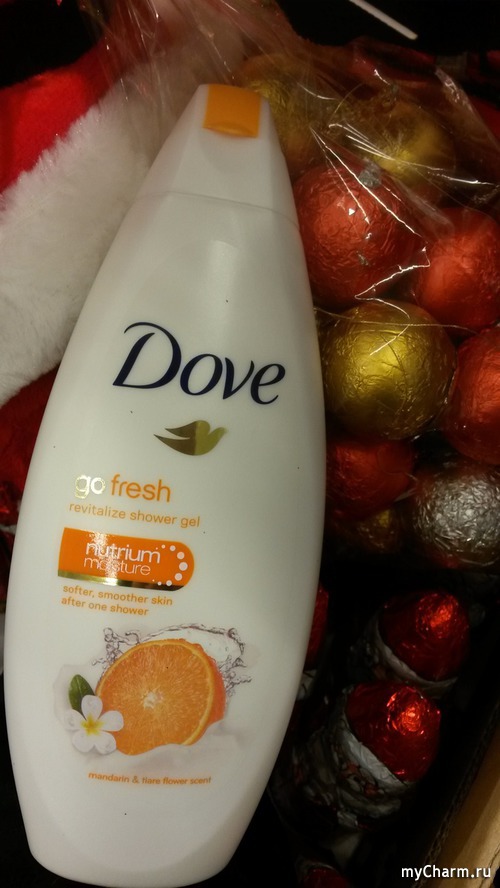 Dove
go fresh
revitalize shower gel
nutrium
moisture
softer, smoother skin
after one shower
mandarin & tiare flower scent
myCharm.ru